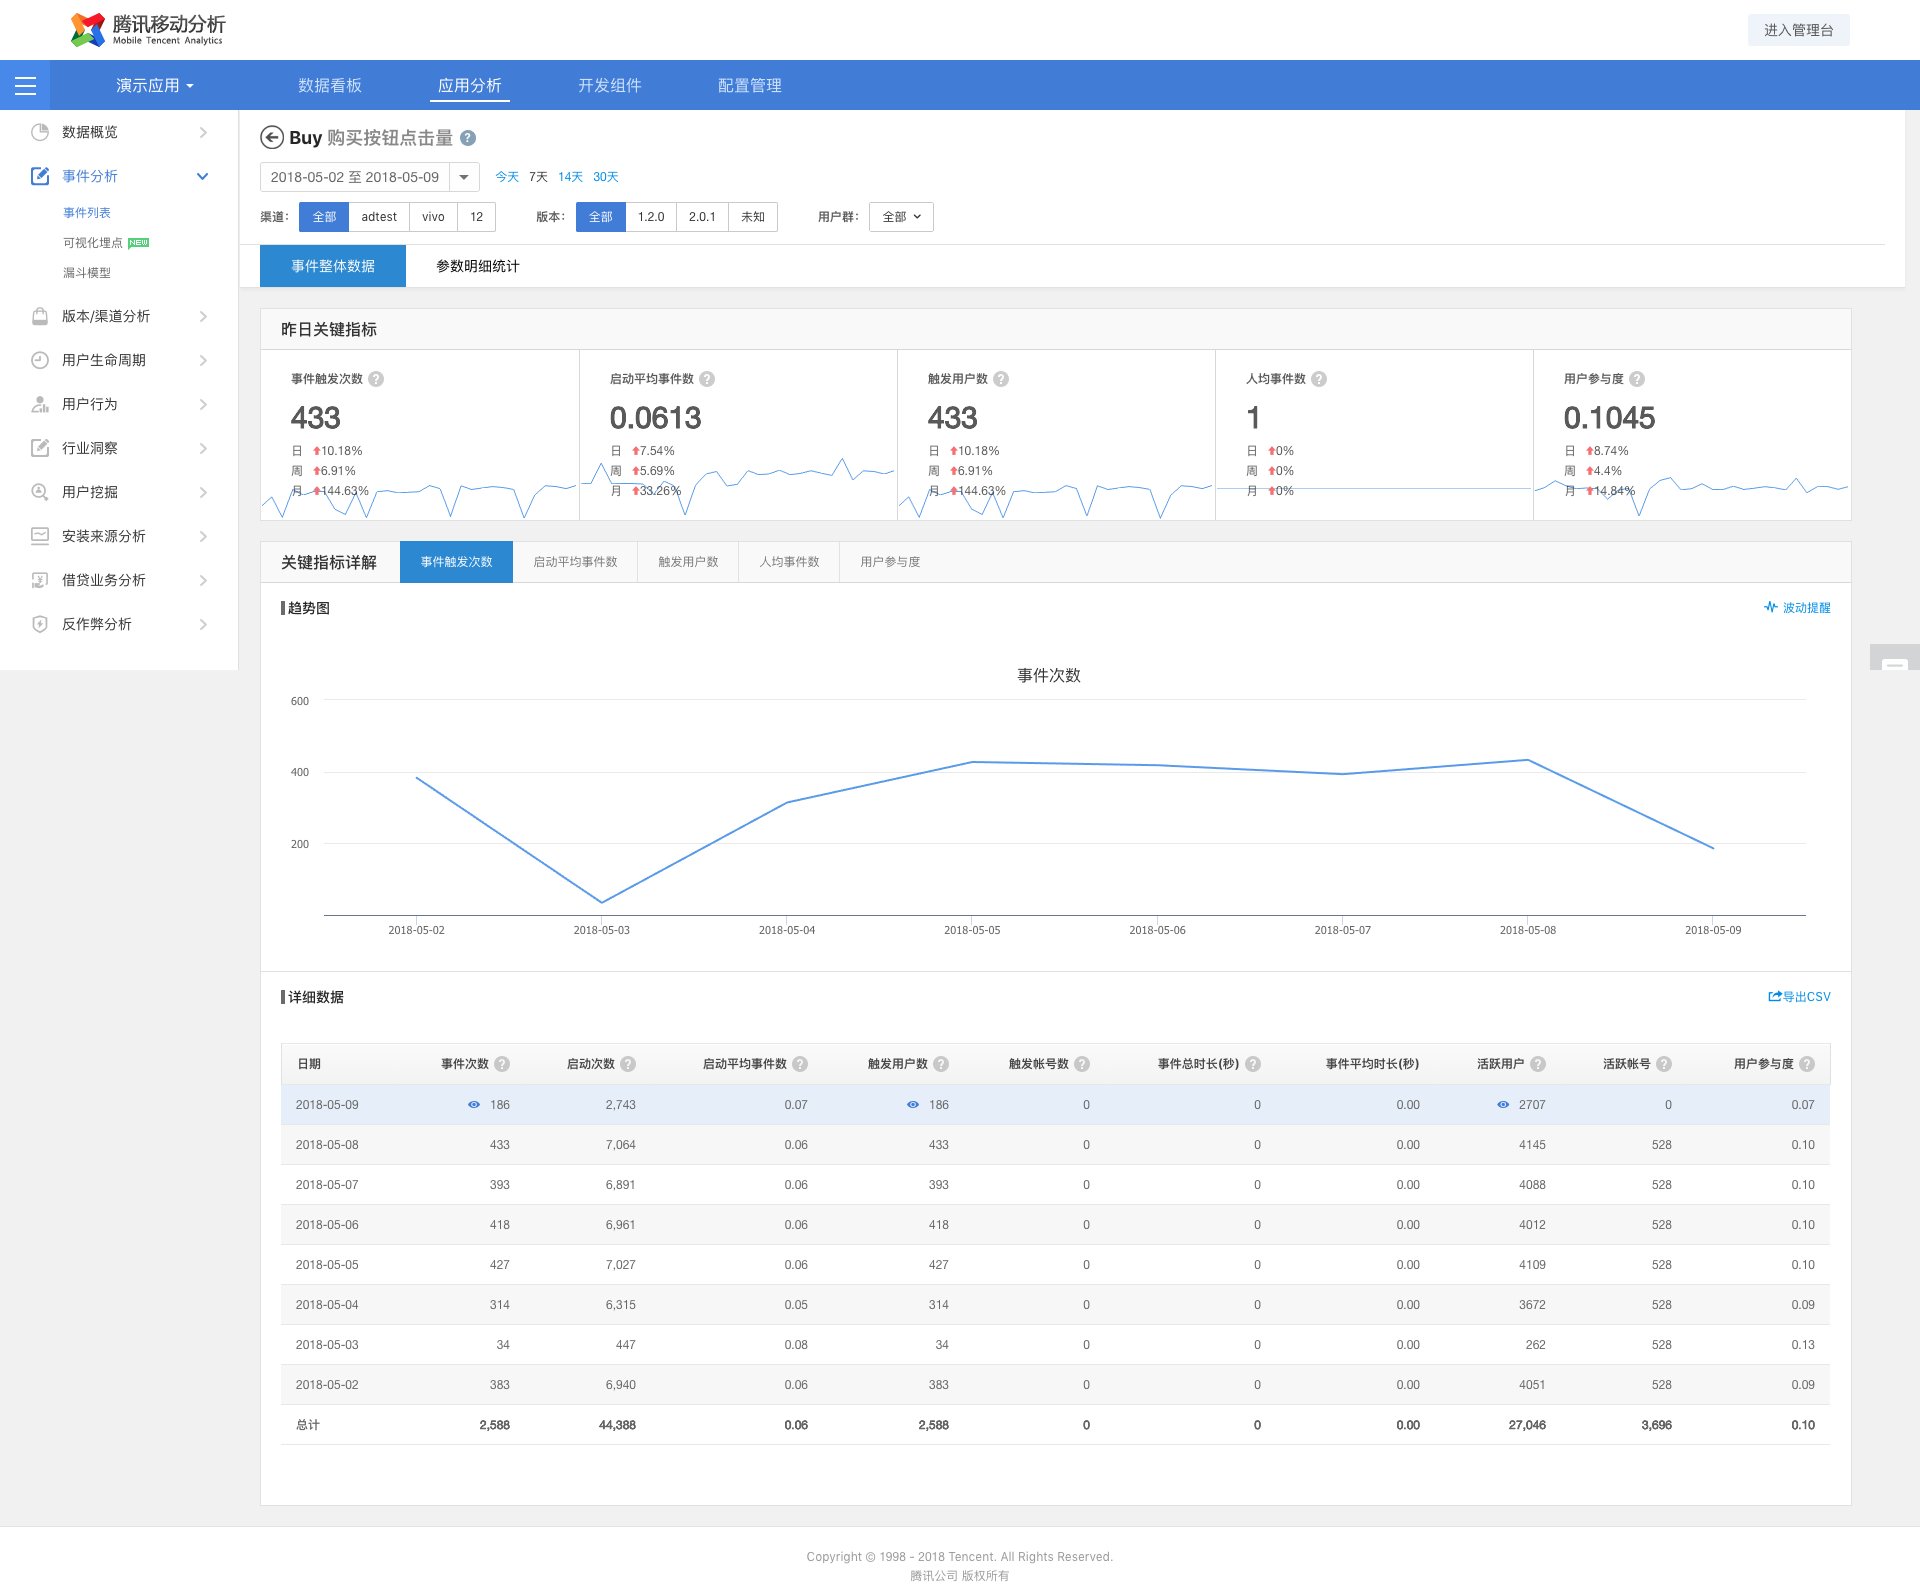 腾讯移动分析
Mobile Tencent Analytics
进入管理台
演示应用 数据看板 应用分析 开发组件 配置管理
数据概览
事件分析
事件列表
可视化埋点 NEW
漏斗模型
版本/渠道分析
用户生命周期
用户行为
行业洞察
用户挖掘
安装来源分析
借贷业务分析
反作弊分析
Buy 购买按钮点击量 ?
2018-05-02 至 2018-05-09 今天 7天 14天 30天
渠道: 全部 adtest vivo 12 版本: 全部 1.2.0 2.0.1 未知 用户群: 全部
事件整体数据 参数明细统计
昨日关键指标
事件触发次数 ?
433
日 10.18%
周 6.91%
月 144.63%
启动平均事件数 ?
0.0613
日 7.54%
周 5.69%
月 33.26%
触发用户数 ?
433
日 10.18%
周 6.91%
月 144.63%
人均事件数 ?
1
日 0%
周 0%
月 0%
用户参与度 ?
0.1045
日 8.74%
周 4.4%
月 14.84%
关键指标详解 事件触发次数 启动平均事件数 触发用户数 人均事件数 用户参与度
趋势图 波动提醒
事件次数
600
400
200
2018-05-02 2018-05-03 2018-05-04 2018-05-05 2018-05-06 2018-05-07 2018-05-08 2018-05-09
详细数据 导出CSV
日期 事件次数 ? 启动次数 ? 启动平均事件数 ? 触发用户数 ? 触发帐号数 ? 事件总时长(秒) ? 事件平均时长(秒) 活跃用户 ? 活跃帐号 ? 用户参与度 ?
2018-05-09 186 2,743 0.07 186 0 0 0.00 2707 0 0.07
2018-05-08 433 7,064 0.06 433 0 0 0.00 4145 528 0.10
2018-05-07 393 6,891 0.06 393 0 0 0.00 4088 528 0.10
2018-05-06 418 6,961 0.06 418 0 0 0.00 4012 528 0.10
2018-05-05 427 7,027 0.06 427 0 0 0.00 4109 528 0.10
2018-05-04 314 6,315 0.05 314 0 0 0.00 3672 528 0.09
2018-05-03 34 447 0.08 34 0 0 0.00 262 528 0.13
2018-05-02 383 6,940 0.06 383 0 0 0.00 4051 528 0.09
总计 2,588 44,388 0.06 2,588 0 0 0.00 27,046 3,696 0.10
Copyright © 1998 - 2018 Tencent. All Rights Reserved.
腾讯公司 版权所有